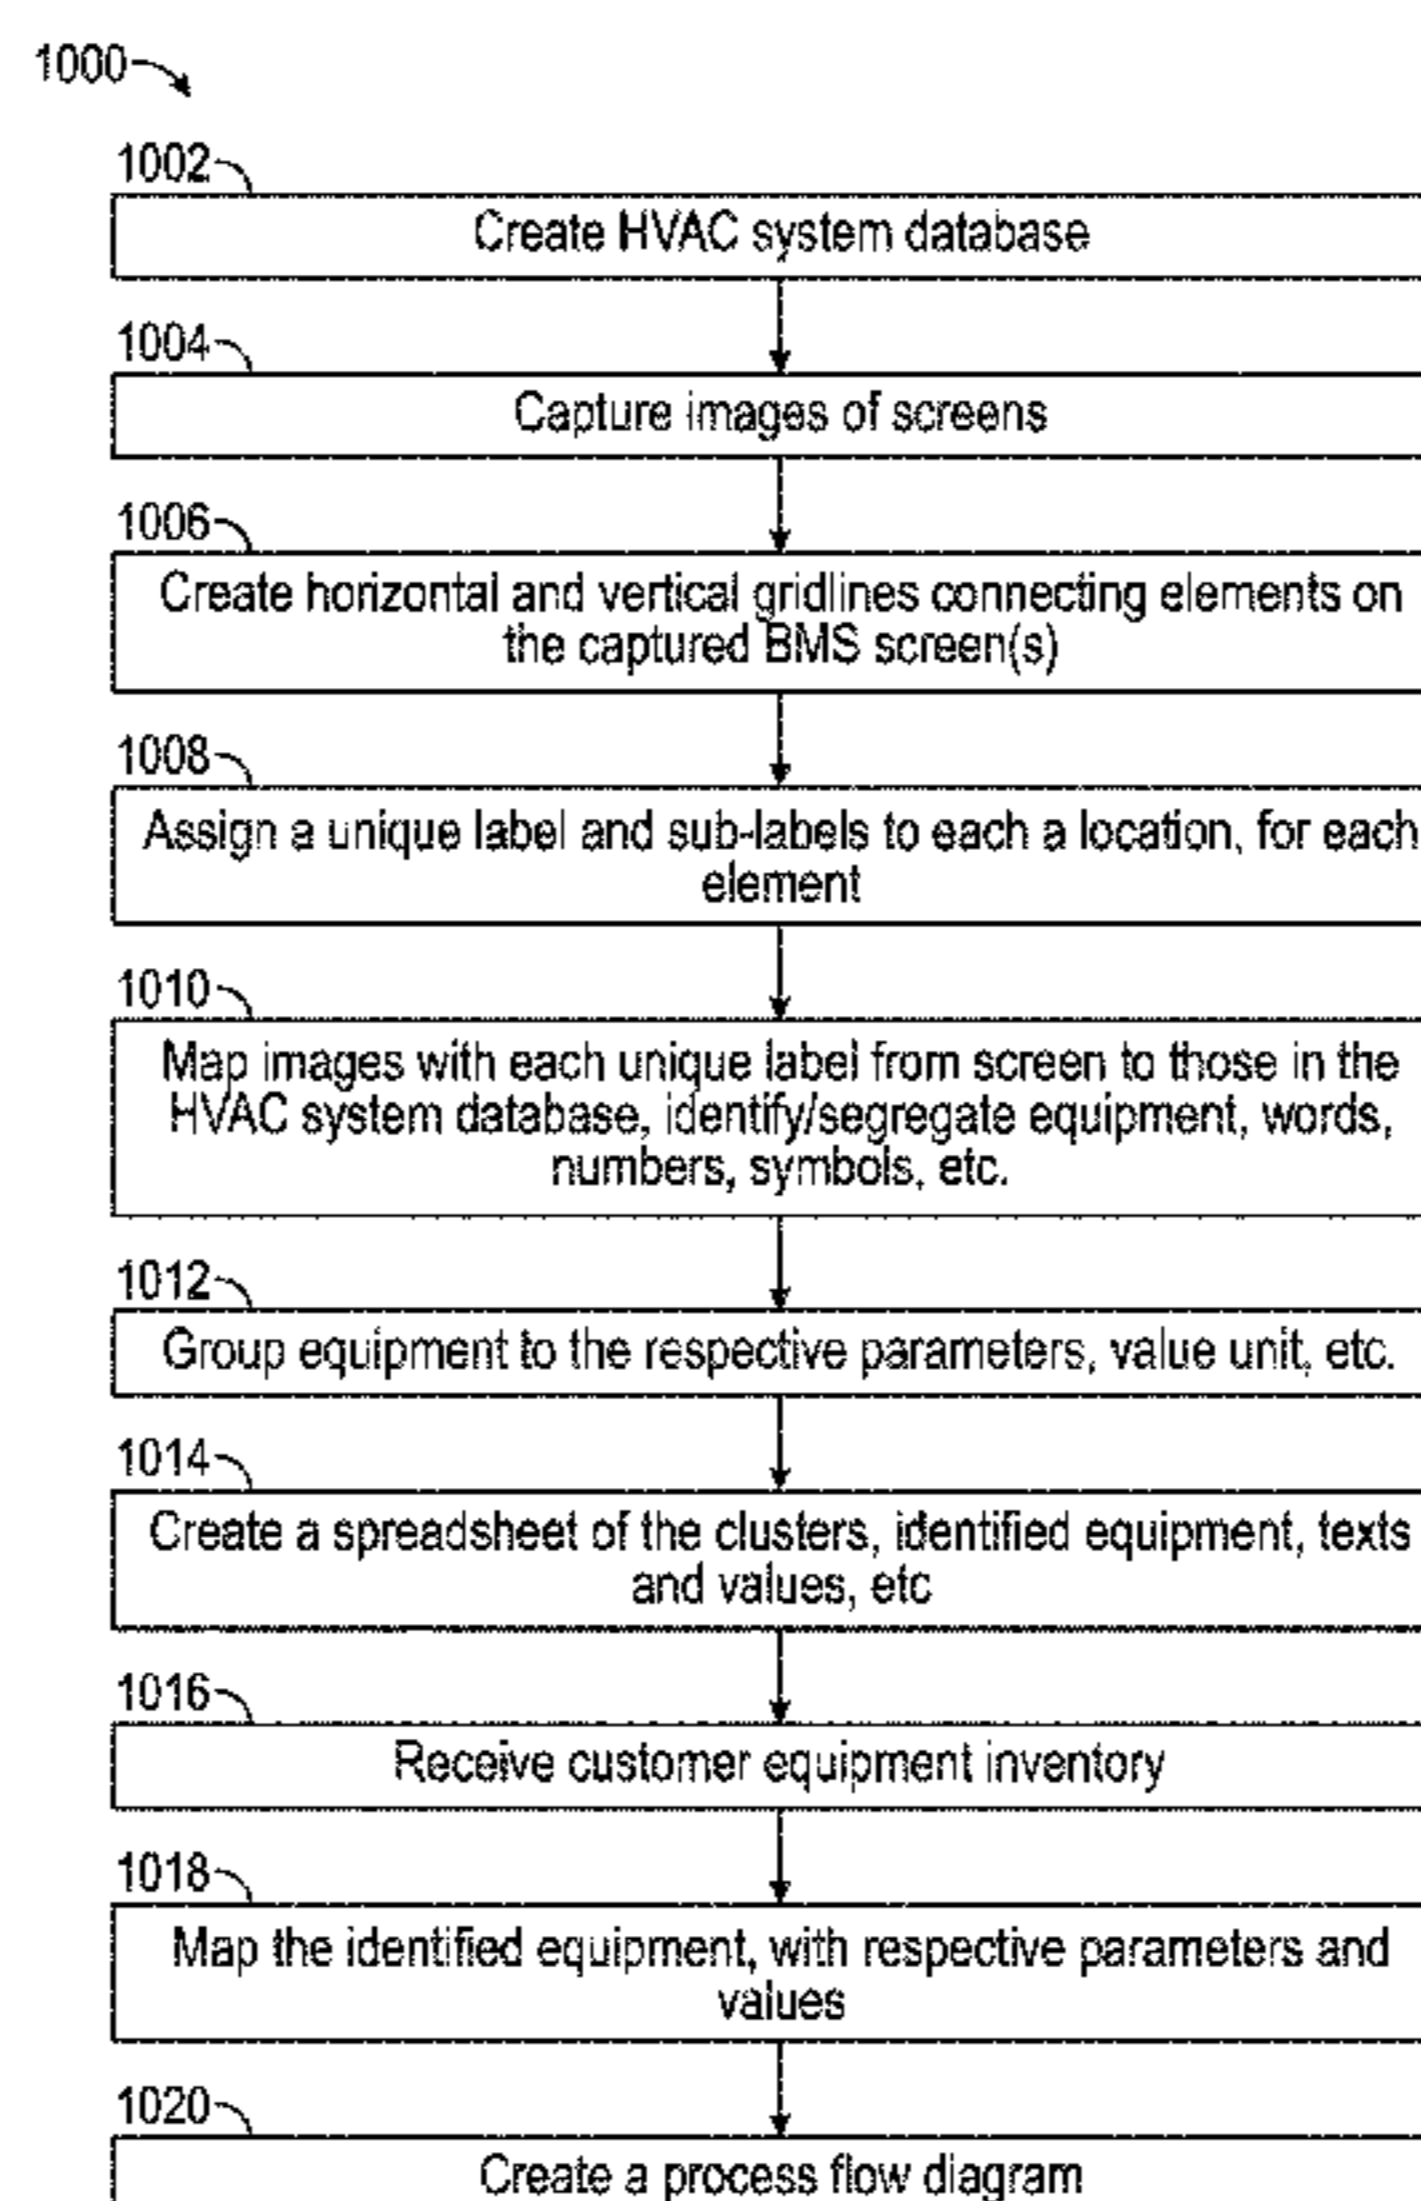 1000
1002
Create HVAC system database
1004
Capture images of screens
1006
Create horizontal and vertical gridlines connecting elements on
the captured BMS screen(s)
1008
Assign a unique label and sub-labels to each a location, for each
element
1010
Map images with each unique label from screen to those in the
HVAC system database, identify/segregate equipment, words,
numbers, symbols, etc.
1012
Group equipment to the respective parameters, value unit, etc.
1014
Create a spreadsheet of the clusters, identified equipment, texts
and values, etc
1016
Receive customer equipment inventory
1018
Map the identified equipment, with respective parameters and
values
1020
Create a process flow diagram